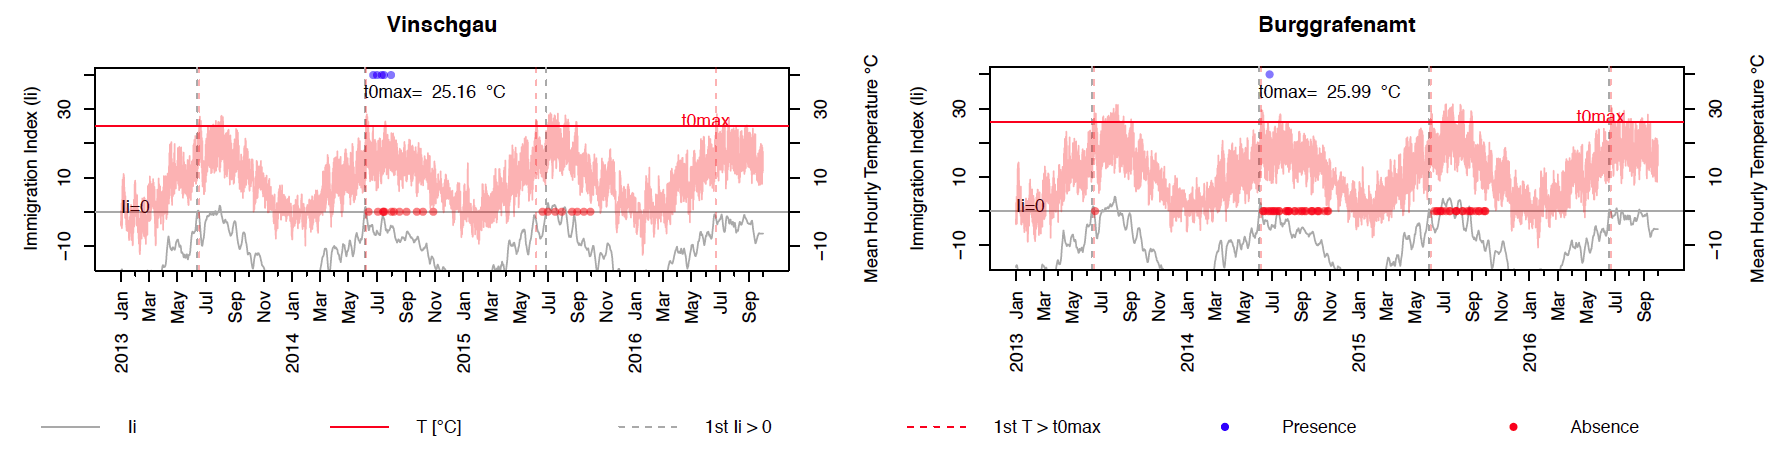 Vinschgau
Immigration Index (Ii)
−10 10 30
t0max= 25.16 °C
t0max
Ii=0
−10 10 30
Mean Hourly Temperature °C
Jan Mar May Jul Sep Nov Jan Mar May Jul Sep Nov Jan Mar May Jul Sep Nov Jan Mar May Jul Sep
2013 2014 2015 2016
Burggrafenamt
Immigration Index (Ii)
−10 10 30
t0max= 25.99 °C
t0max
Ii=0
−10 10 30
Mean Hourly Temperature °C
Jan Mar May Jul Sep Nov Jan Mar May Jul Sep Nov Jan Mar May Jul Sep Nov Jan Mar May Jul Sep
2013 2014 2015 2016
Ii T [°C] 1st Ii > 0 1st T > t0max Presence Absence